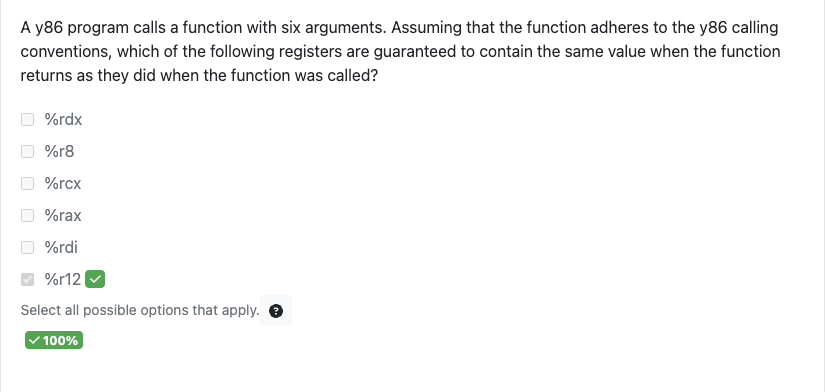 A y86 program calls a function with six arguments. Assuming that the function adheres to the y86 calling
conventions, which of the following registers are guaranteed to contain the same value when the function
returns as they did when the function was called?
%rdx
%r8
%rcx
%rax
%rdi
%r12
Select all possible options that apply. ?
100%